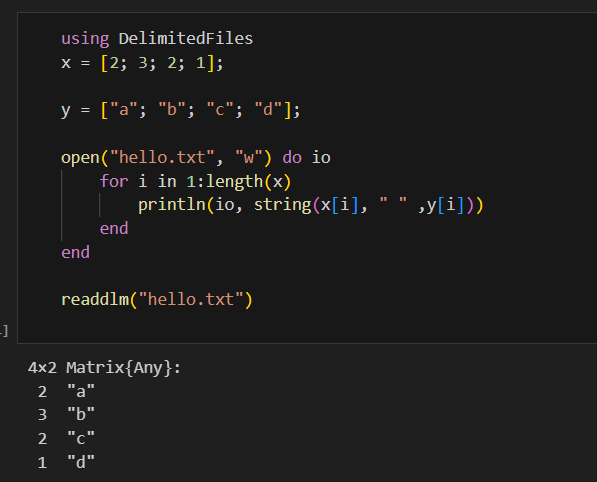 using DelimitedFiles
x = [2; 3; 2; 1];
y = ["a"; "b"; "c"; "d"];
open("hello.txt", "w") do io
    for i in 1:length(x)
        println(io, string(x[i], " " ,y[i]))
    end
end
readdlm("hello.txt")
]
4×2 Matrix{Any}:
 2  "a"
 3  "b"
 2  "c"
 1  "d"